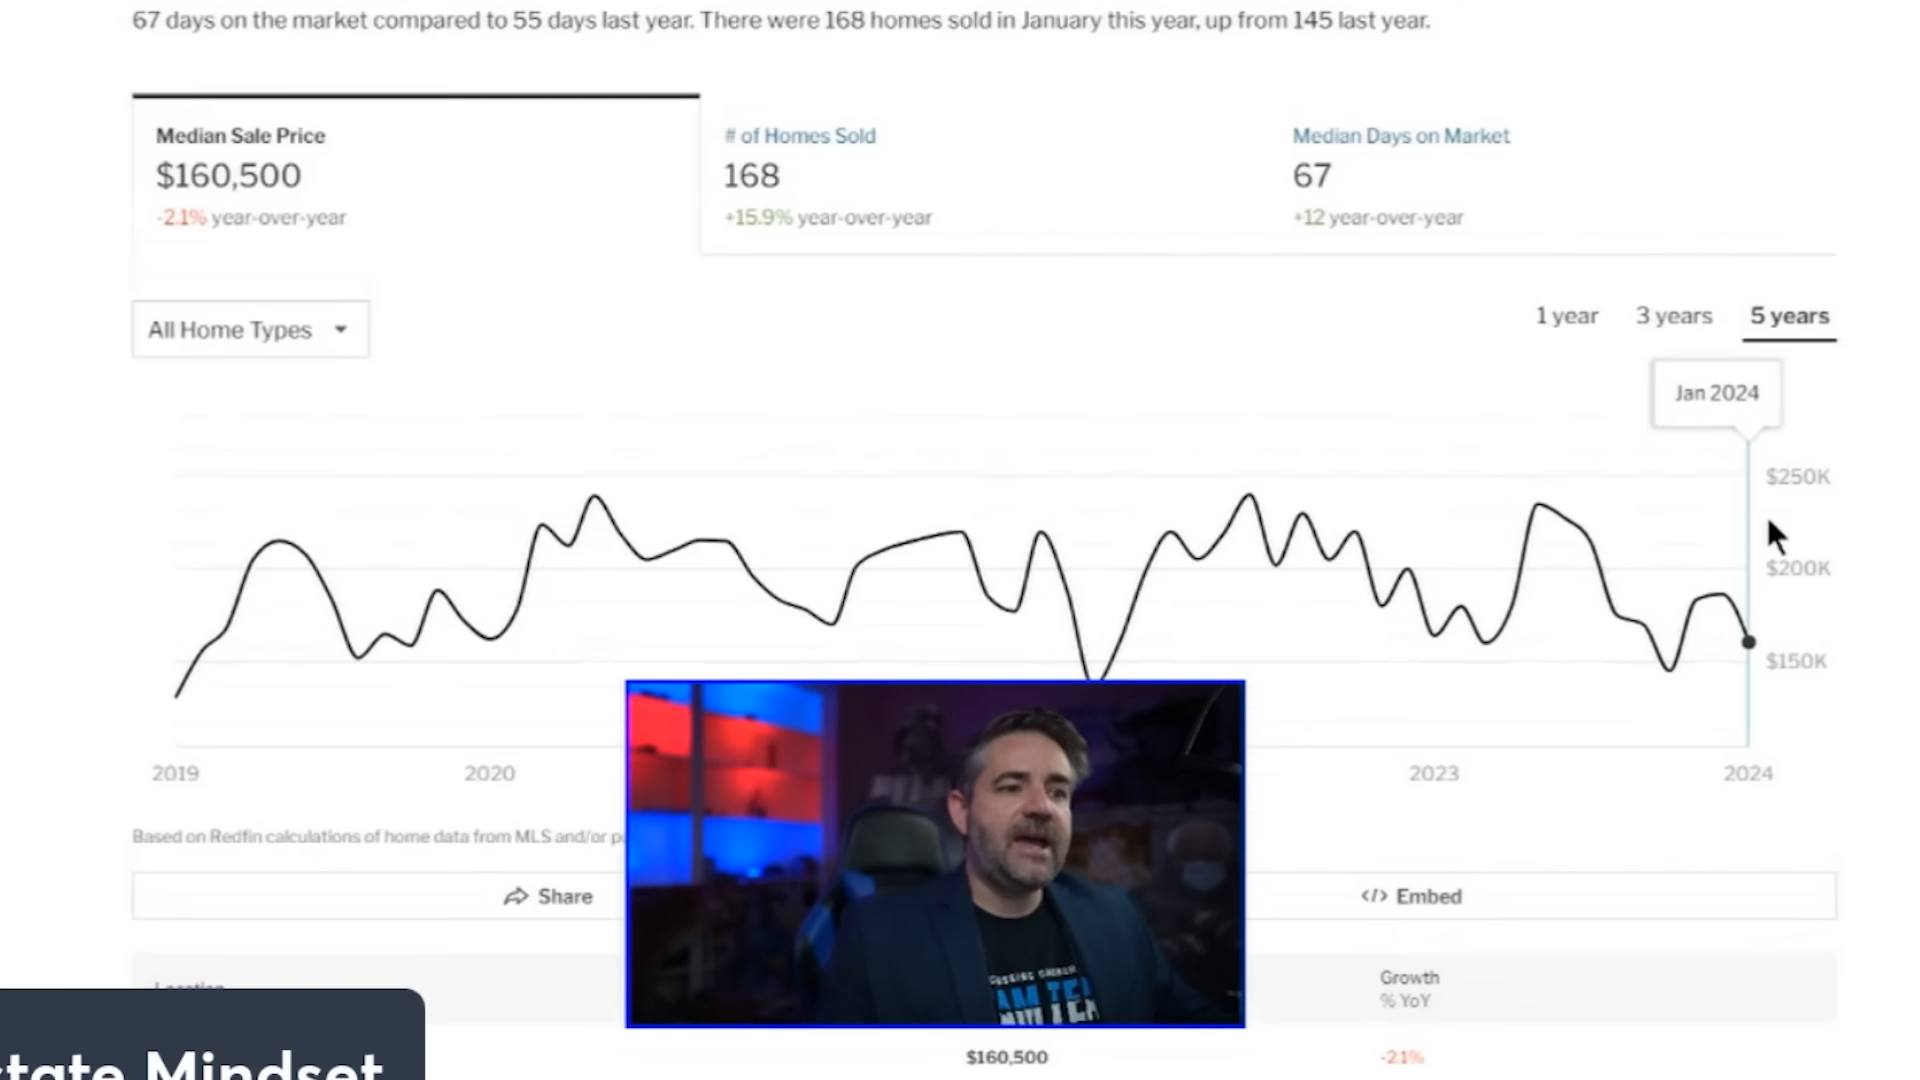 67 days on the market compared to 55 days last year. There were 168 homes sold in January this year, up from 145 last year.
Median Sale Price
$160,500
-2.1% year-over-year
# of Homes Sold
168
+15.9% year-over-year
Median Days on Market
67
+12 year-over-year
All Home Types
1 year 3 years 5 years
Jan 2024
$250K
$200K
$150K
2019 2020 2023 2024
Based on Redfin calculations of home data from MLS and/or
Share
</> Embed
Location
Growth
% YoY
Mindset
$160,500 -2.1%